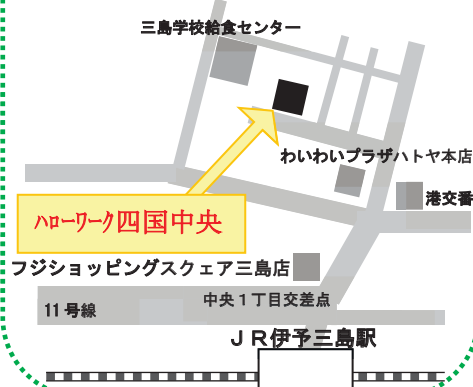 三島学校給食センター
わいわいプラザハトヤ本店
港交番
ﾊﾛｰﾜｰｸ四国中央
フジショッピングスクェア三島店
中央１丁目交差点
11号線
ＪＲ伊予三島駅